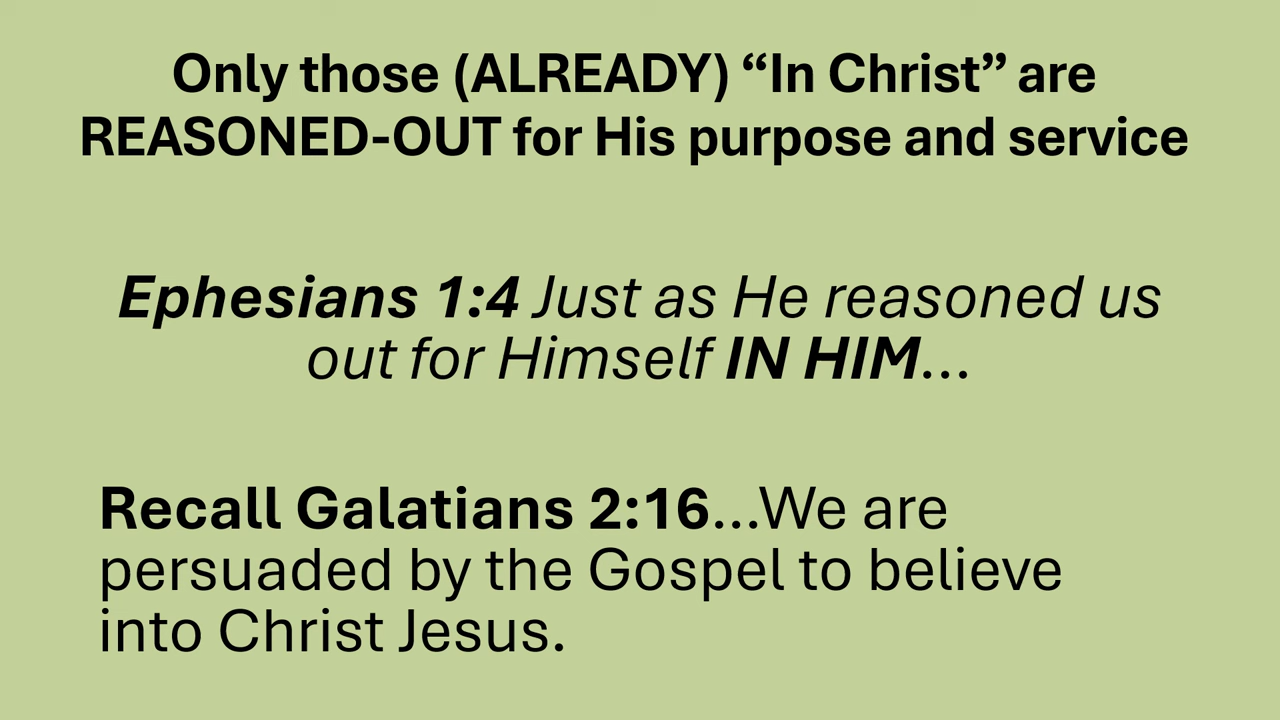 Only those (ALREADY) “In Christ” are
REASONED-OUT for His purpose and service
Ephesians 1:4 Just as He reasoned us
out for Himself IN HIM...
Recall Galatians 2:16...We are
persuaded by the Gospel to believe
into Christ Jesus.